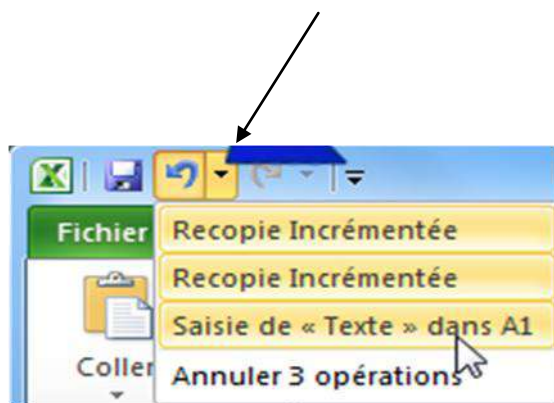 Fichier
Recopie Incrémentée
Recopie Incrémentée
Saisie de « Texte » dans A1
Coller
Annuler 3 opérations